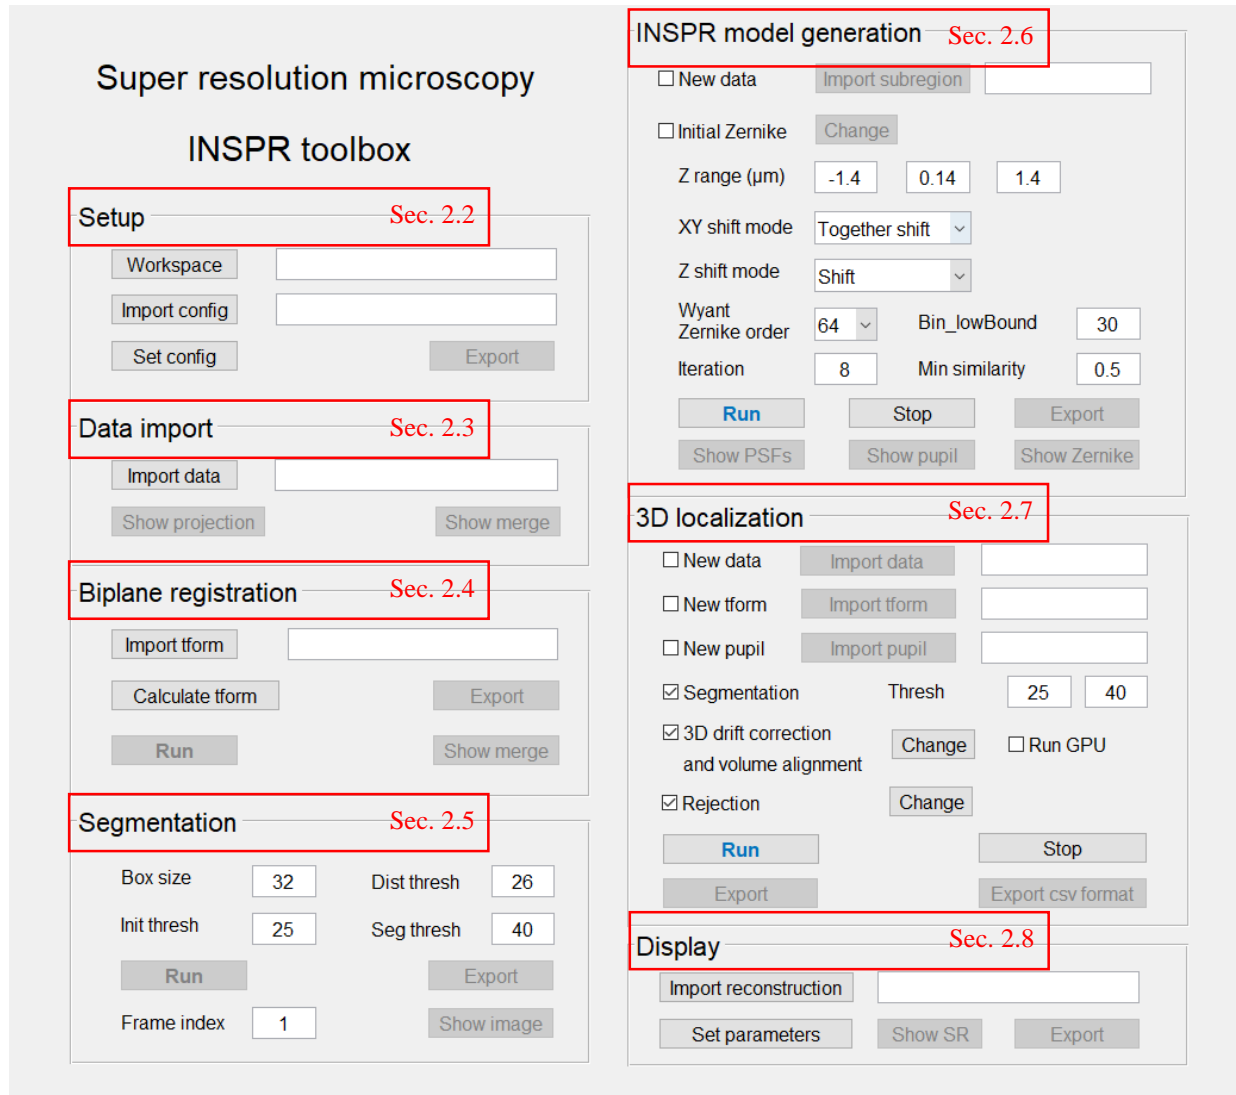 Super resolution microscopy
INSPR toolbox
Setup Sec. 2.2
Workspace
Import config
Set config Export
Data import Sec. 2.3
Import data
Show projection Show merge
Biplane registration Sec. 2.4
Import tform
Calculate tform Export
Run Show merge
Segmentation Sec. 2.5
Box size 32 Dist thresh 26
Init thresh 25 Seg thresh 40
Run Export
Frame index 1 Show image
INSPR model generation Sec. 2.6
New data Import subregion
Initial Zernike Change
Z range (μm) -1.4 0.14 1.4
XY shift mode Together shift
Z shift mode Shift
Wyant
Zernike order 64 Bin_lowBound 30
Iteration 8 Min similarity 0.5
Run Stop Export
Show PSFs Show pupil Show Zernike
3D localization Sec. 2.7
New data Import data
New tform Import tform
New pupil Import pupil
Segmentation Thresh 25 40
3D drift correction
and volume alignment Change Run GPU
Rejection Change
Run Stop
Export Export csv format
Display Sec. 2.8
Import reconstruction
Set parameters Show SR Export